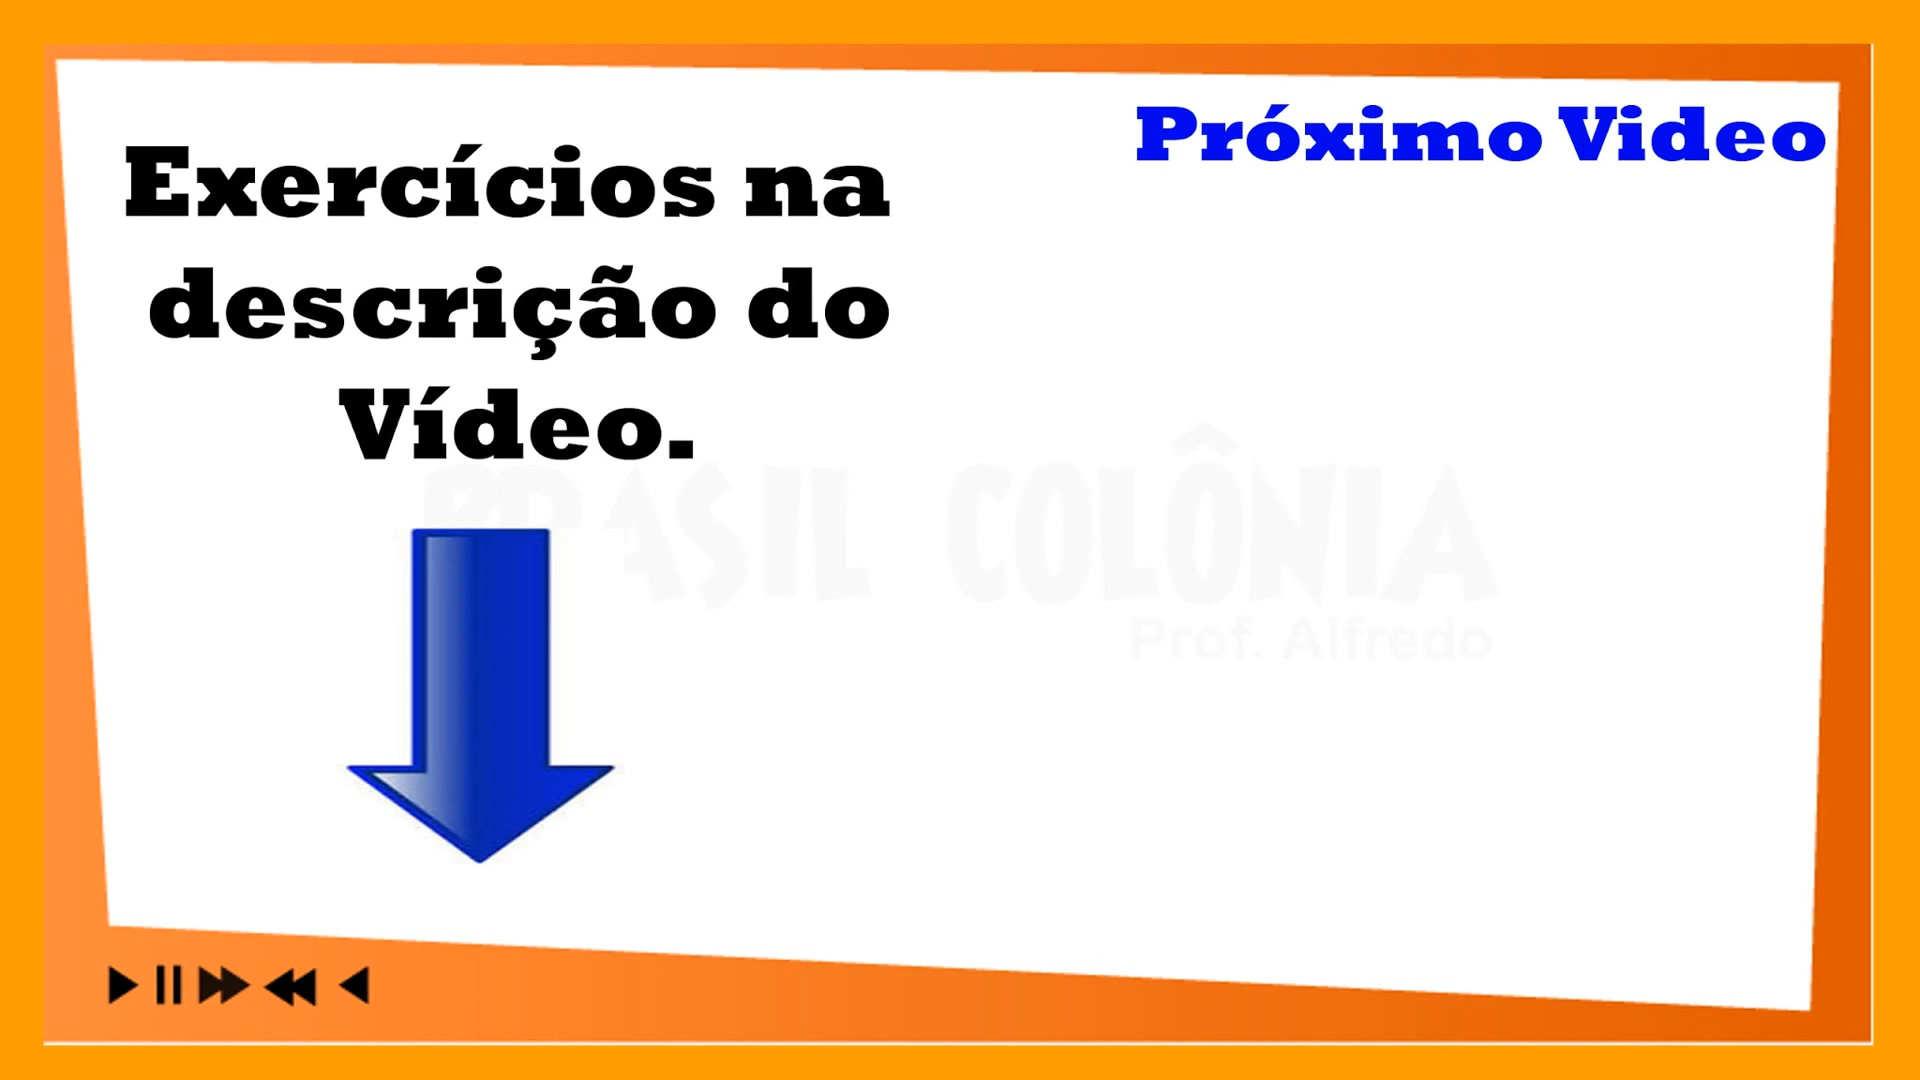 Próximo Video
Exercícios na
descrição do
Vídeo.
BRASIL COLÔNIA
Prof. Alfredo